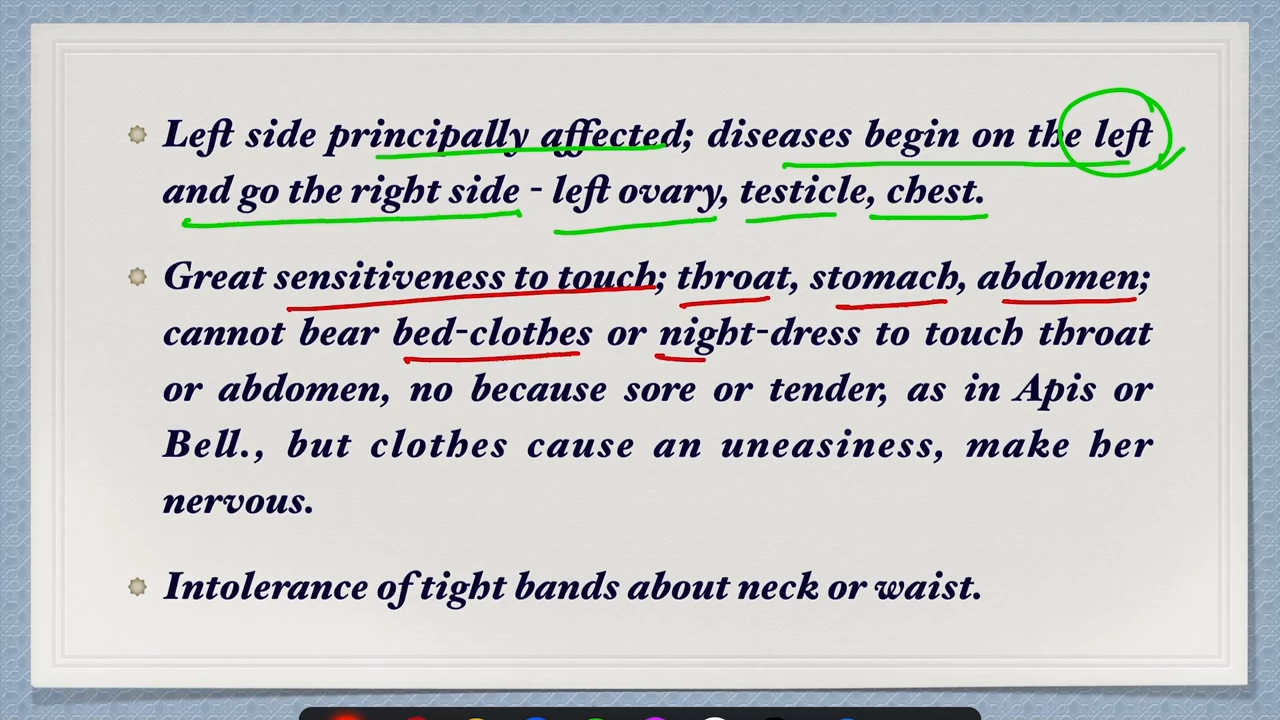 Left side principally affected; diseases begin on the left
and go the right side - left ovary, testicle, chest.
Great sensitiveness to touch; throat, stomach, abdomen;
cannot bear bed-clothes or night-dress to touch throat
or abdomen, no because sore or tender, as in Apis or
Bell., but clothes cause an uneasiness, make her
nervous.
Intolerance of tight bands about neck or waist.